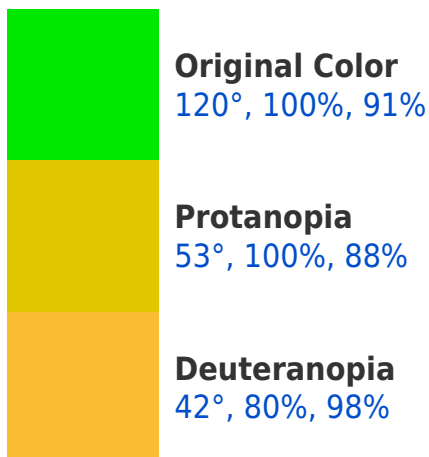 Original Color
120°, 100%, 91%
Protanopia
53°, 100%, 88%
Deuteranopia
42°, 80%, 98%